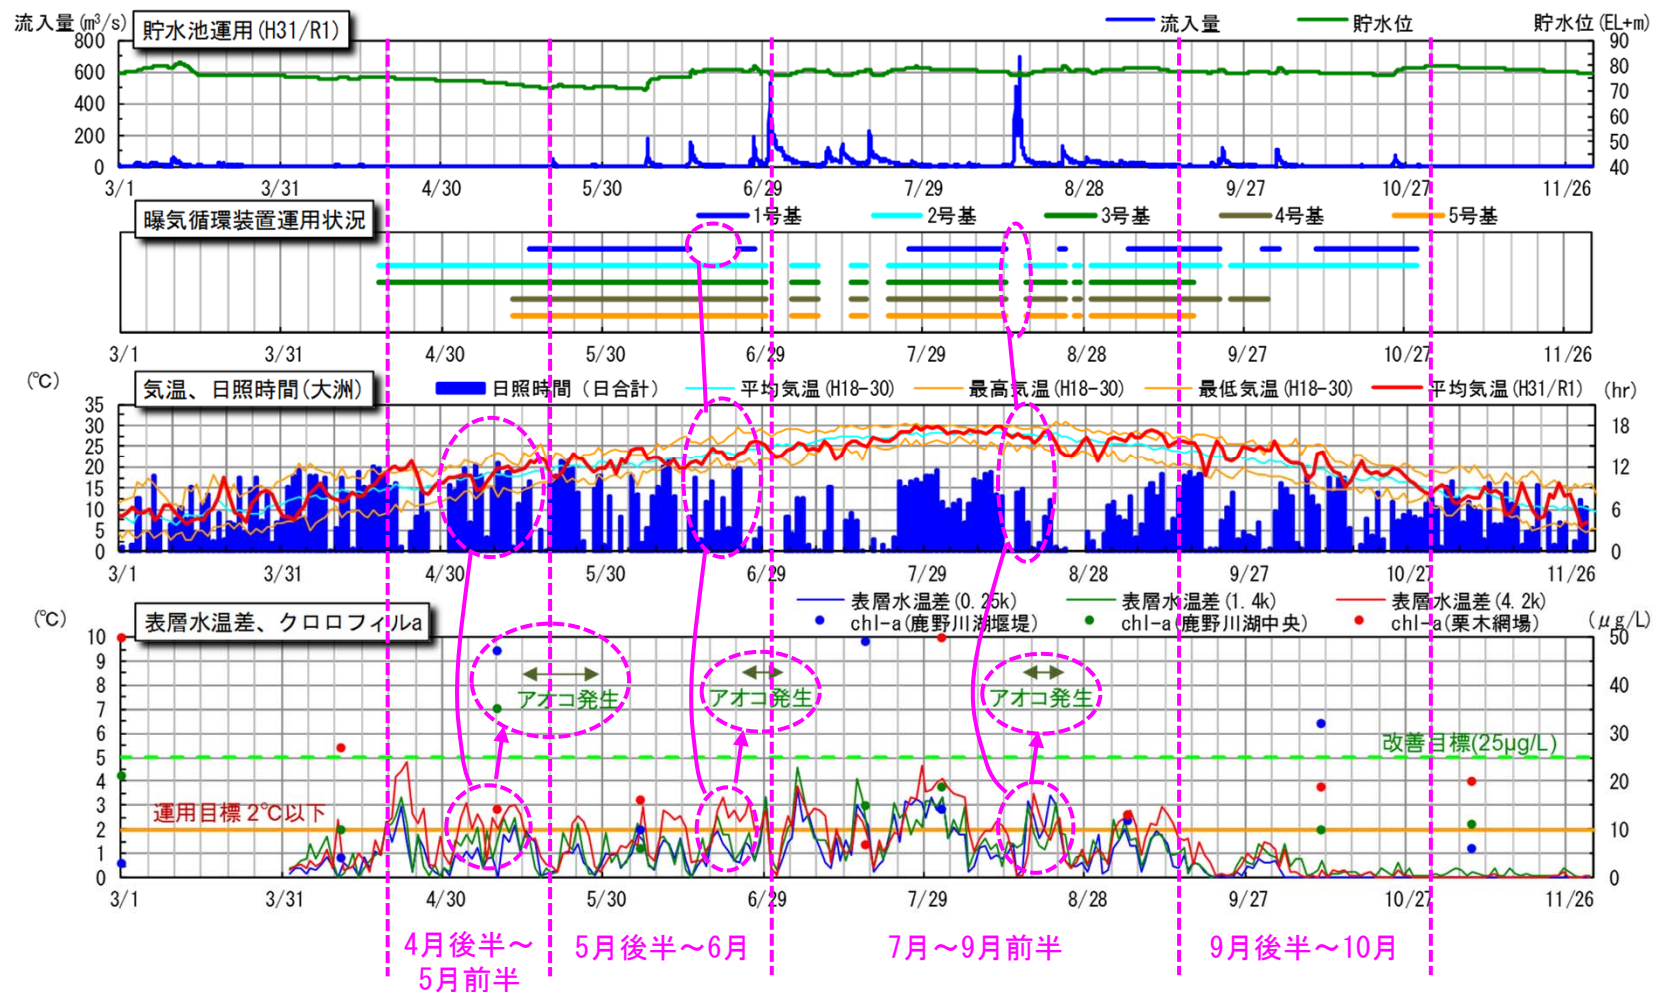 流入量(m³/s)
貯水池運用(H31/R1)
流入量
貯水位
貯水位(EL+m)
800
600
400
200
0
90
80
70
60
50
40
3/1 3/31 4/30 5/30 6/29 7/29 8/28 9/27 10/27 11/26
曝気循環装置運用状況
1号基 2号基 3号基 4号基 5号基
3/1 3/31 4/30 5/30 6/29 7/29 8/28 9/27 10/27 11/26
(℃)
気温、日照時間(大洲)
日照時間（日合計） 平均気温(H18-30) 最高気温(H18-30) 最低気温(H18-30) 平均気温(H31/R1)
(hr)
35
30
25
20
15
10
5
0
18
12
6
0
3/1 3/31 4/30 5/30 6/29 7/29 8/28 9/27 10/27 11/26
(℃)
表層水温差、クロロフィルa
表層水温差(0.25k) 表層水温差(1.4k) 表層水温差(4.2k)
chl-a(鹿野川湖堰堤) chl-a(鹿野川湖中央) chl-a(栗木網場)
(μg/L)
10
9
8
7
6
5
4
3
2
1
0
50
40
30
20
10
0
アオコ発生 アオコ発生 アオコ発生
改善目標(25μg/L)
運用目標 2℃以下
3/1 3/31 4/30 5/30 6/29 7/29 8/28 9/27 10/27 11/26
4月後半～
5月前半
5月後半～6月
7月～9月前半
9月後半～10月